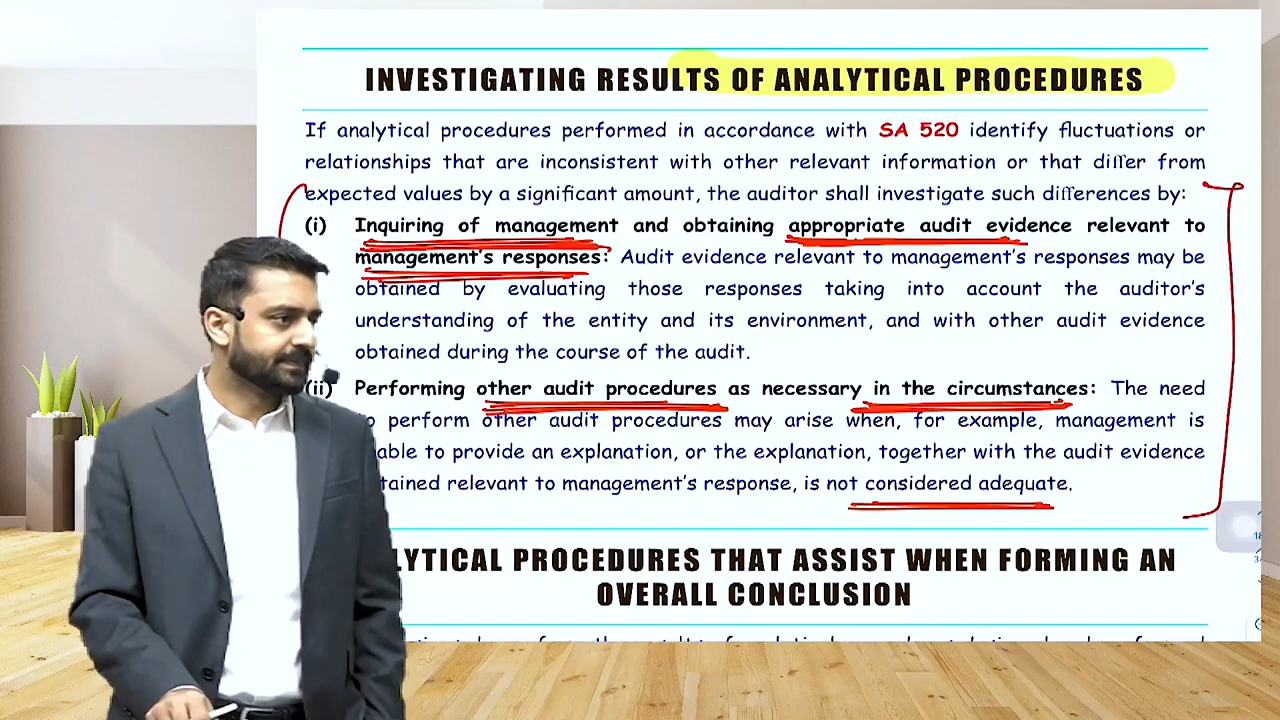 INVESTIGATING RESULTS OF ANALYTICAL PROCEDURES
If analytical procedures performed in accordance with SA 520 identify fluctuations or
relationships that are inconsistent with other relevant information or that differ from
expected values by a significant amount, the auditor shall investigate such differences by:
(i) Inquiring of management and obtaining appropriate audit evidence relevant to
management's responses: Audit evidence relevant to management's responses may be
obtained by evaluating those responses taking into account the auditor's
understanding of the entity and its environment, and with other audit evidence
obtained during the course of the audit.
(ii) Performing other audit procedures as necessary in the circumstances: The need
perform other audit procedures may arise when, for example, management is
able to provide an explanation, or the explanation, together with the audit evidence
tained relevant to management's response, is not considered adequate.
LYTICAL PROCEDURES THAT ASSIST WHEN FORMING AN
OVERALL CONCLUSION